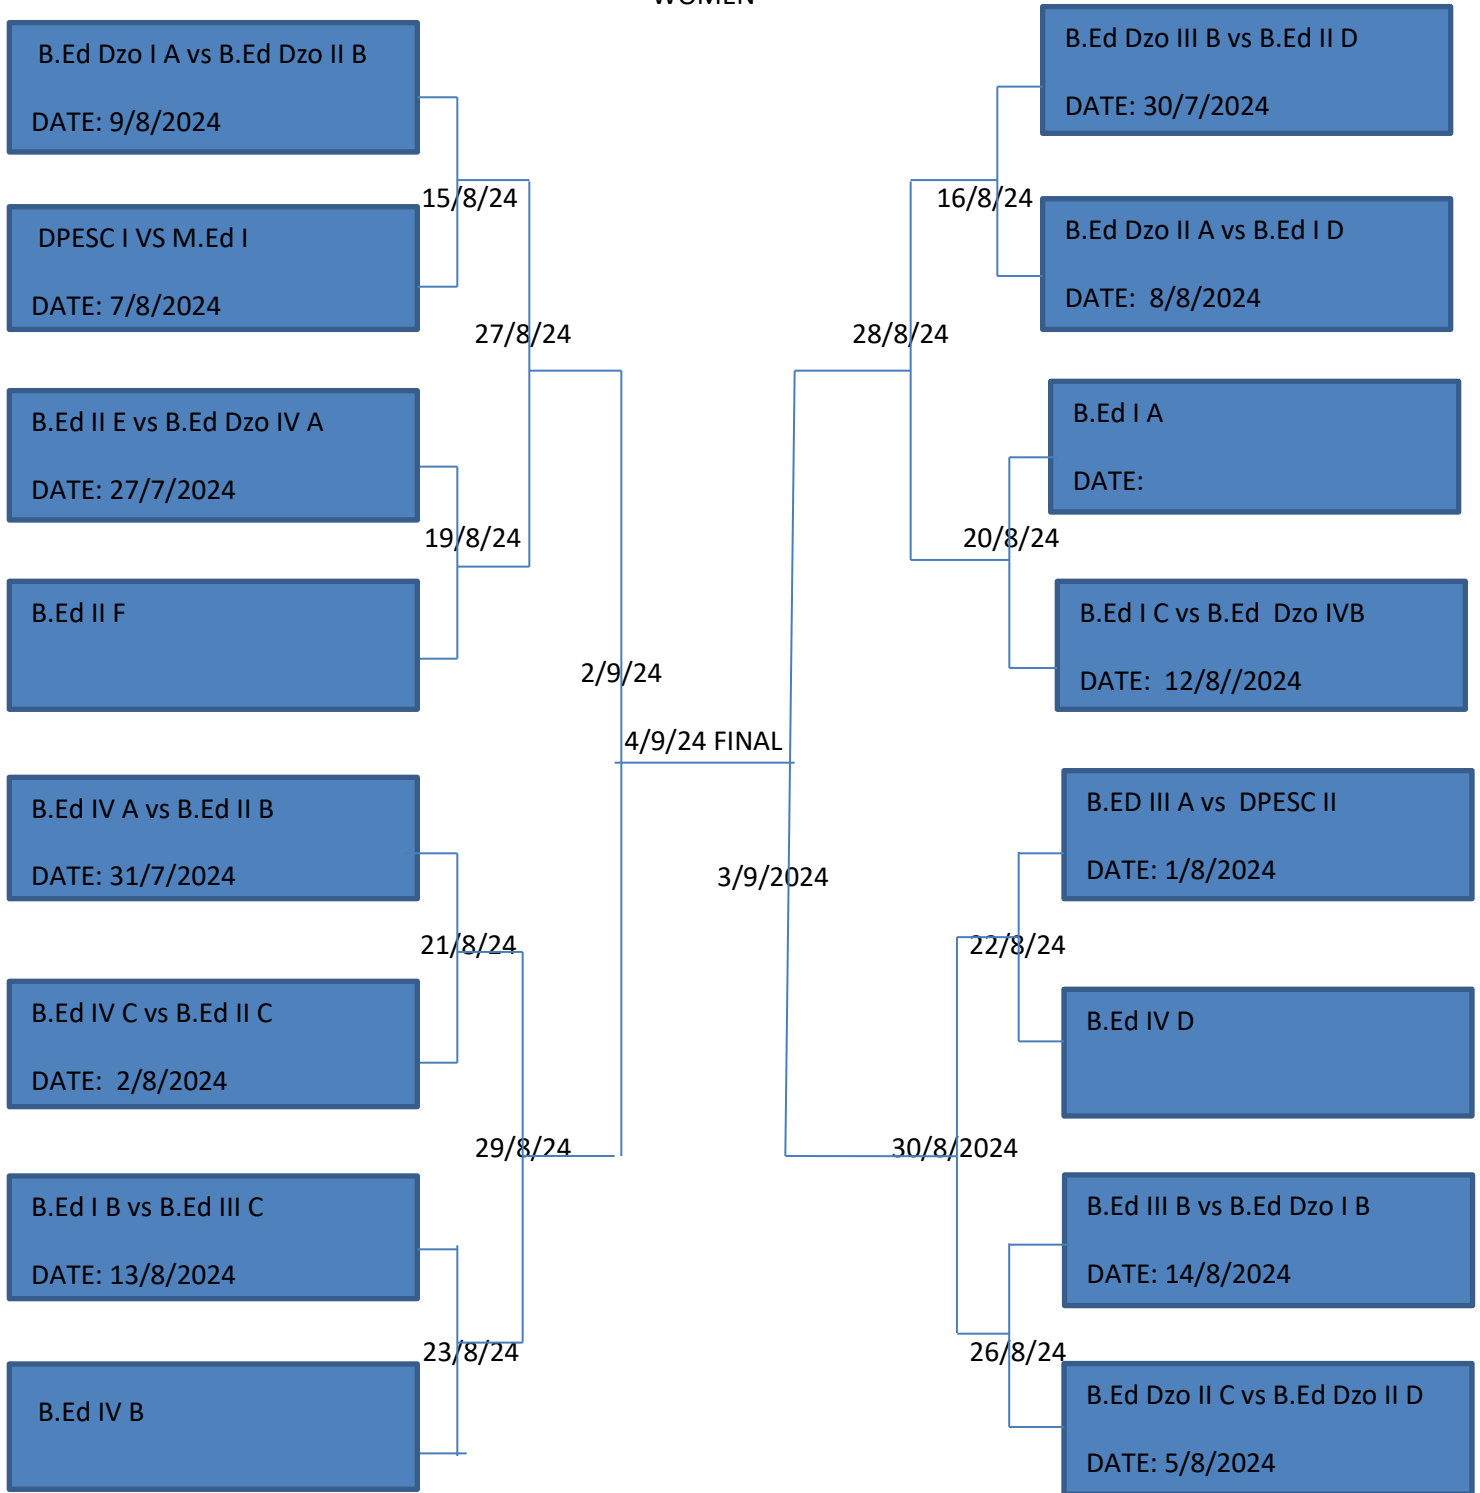 WOMEN
B.Ed Dzo I A vs B.Ed Dzo II B
DATE: 9/8/2024
15/8/24
DPESC I VS M.Ed I
DATE: 7/8/2024
27/8/24
B.Ed II E vs B.Ed Dzo IV A
DATE: 27/7/2024
19/8/24
B.Ed II F
2/9/24
4/9/24 FINAL
B.Ed IV A vs B.Ed II B
DATE: 31/7/2024
21/8/24
B.Ed IV C vs B.Ed II C
DATE: 2/8/2024
29/8/24
B.Ed I B vs B.Ed III C
DATE: 13/8/2024
23/8/24
B.Ed IV B
B.Ed Dzo III B vs B.Ed II D
DATE: 30/7/2024
16/8/24
B.Ed Dzo II A vs B.Ed I D
DATE: 8/8/2024
28/8/24
B.Ed I A
DATE:
20/8/24
B.Ed I C vs B.Ed Dzo IVB
DATE: 12/8//2024
3/9/2024
B.ED III A vs DPESC II
DATE: 1/8/2024
22/8/24
B.Ed IV D
30/8/2024
B.Ed III B vs B.Ed Dzo I B
DATE: 14/8/2024
26/8/24
B.Ed Dzo II C vs B.Ed Dzo II D
DATE: 5/8/2024